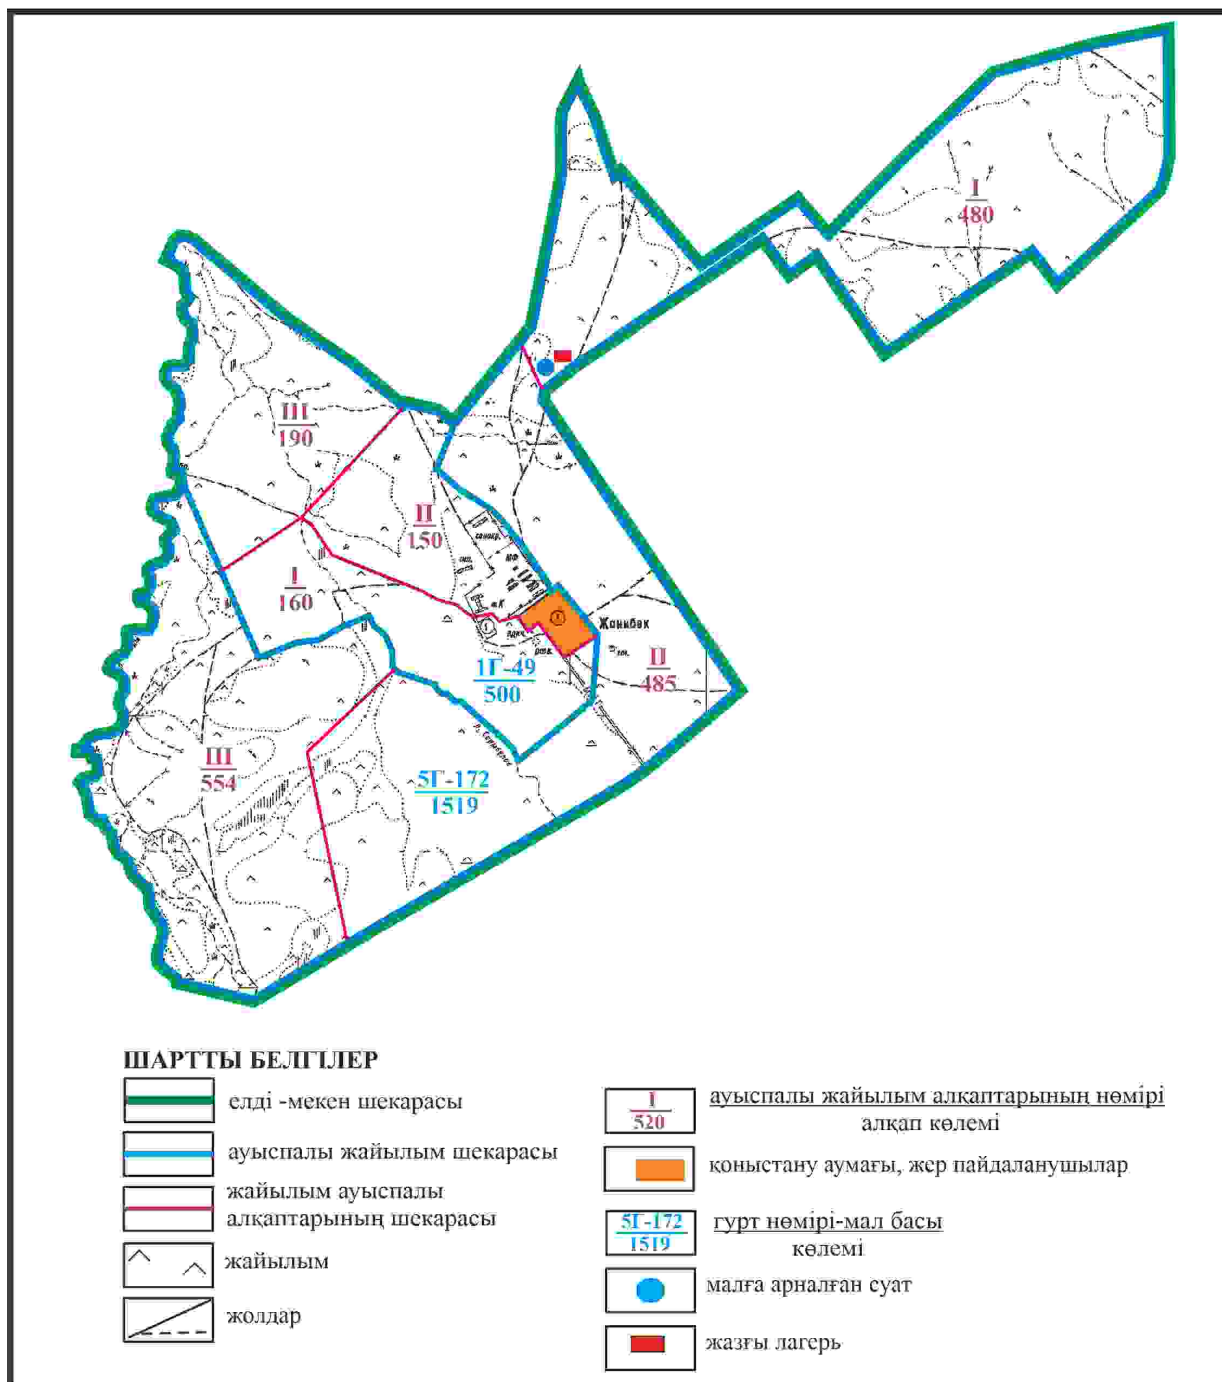 I
480
III
190
II
150
I
160
Жанибек
1Г-49
500
II
485
III
554
5Г-172
1519
ШАРТТЫ БЕЛГІЛЕР
елді -мекен шекарасы
ауыспалы жайылым шекарасы
жайылым ауыспалы
алқаптарының шекарасы
жайылым
жолдар
I
520
ауыспалы жайылым алқаптарының нөмірі
алқап көлемі
қоныстану аумағы, жер пайдаланушылар
5Г-172
1519
гурт нөмірі-мал басы
көлемі
малға арналған суат
жазғы лагерь